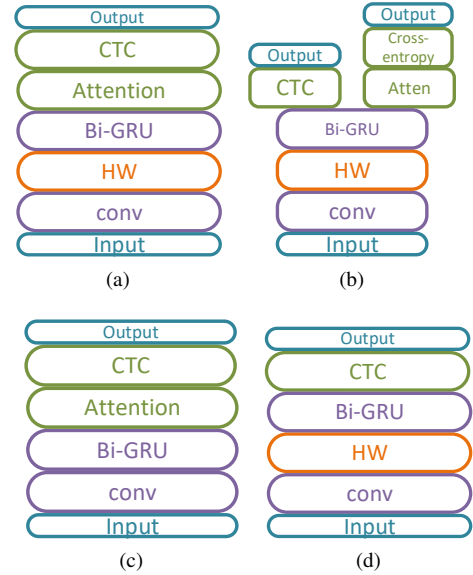 Output
CTC
Attention
Bi-GRU
HW
conv
Input
(a)
Output
Cross-
entropy
Atten
Output
CTC
Bi-GRU
HW
conv
Input
(b)
Output
CTC
Attention
Bi-GRU
conv
Input
(c)
Output
CTC
Bi-GRU
HW
conv
Input
(d)